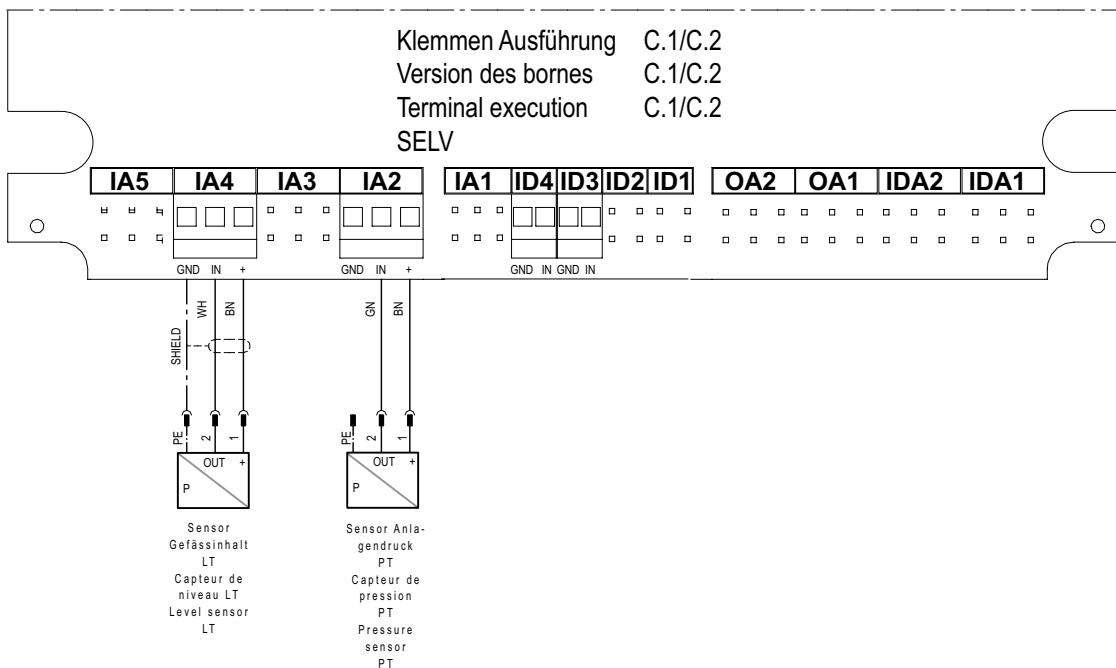 Klemmen Ausführung C.1/C.2
Version des bornes C.1/C.2
Terminal execution C.1/C.2
SELV
IA5 IA4 IA3 IA2 IA1 ID4 ID3 ID2 ID1 OA2 OA1 IDA2 IDA1
GND IN + GND IN + GND IN GND IN
SHIELD WH BN GN BN
PE 2 1 PE 2 1
OUT + OUT +
P P
Sensor
Gefässinhalt
LT
Capteur de
niveau LT
Level sensor
LT
Sensor Anla-
gendruck
PT
Capteur de
pression
PT
Pressure
sensor
PT